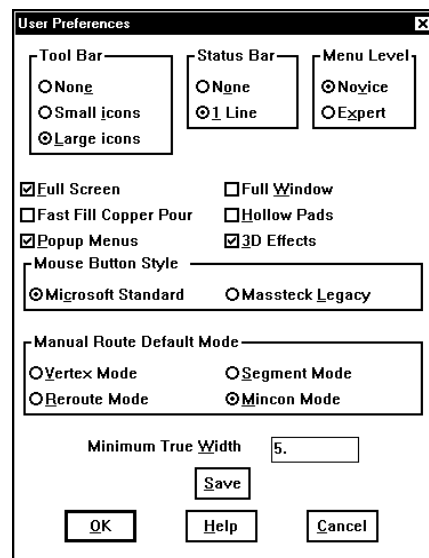 User Preferences
Tool Bar
None
Small icons
Large icons
Status Bar
None
1 Line
Menu Level
Novice
Expert
Full Screen
Full Window
Fast Fill Copper Pour
Hollow Pads
Popup Menus
3D Effects
Mouse Button Style
Microsoft Standard
Massteck Legacy
Manual Route Default Mode
Vertex Mode
Segment Mode
Reroute Mode
Mincon Mode
Minimum True Width 5.
Save
OK
Help
Cancel